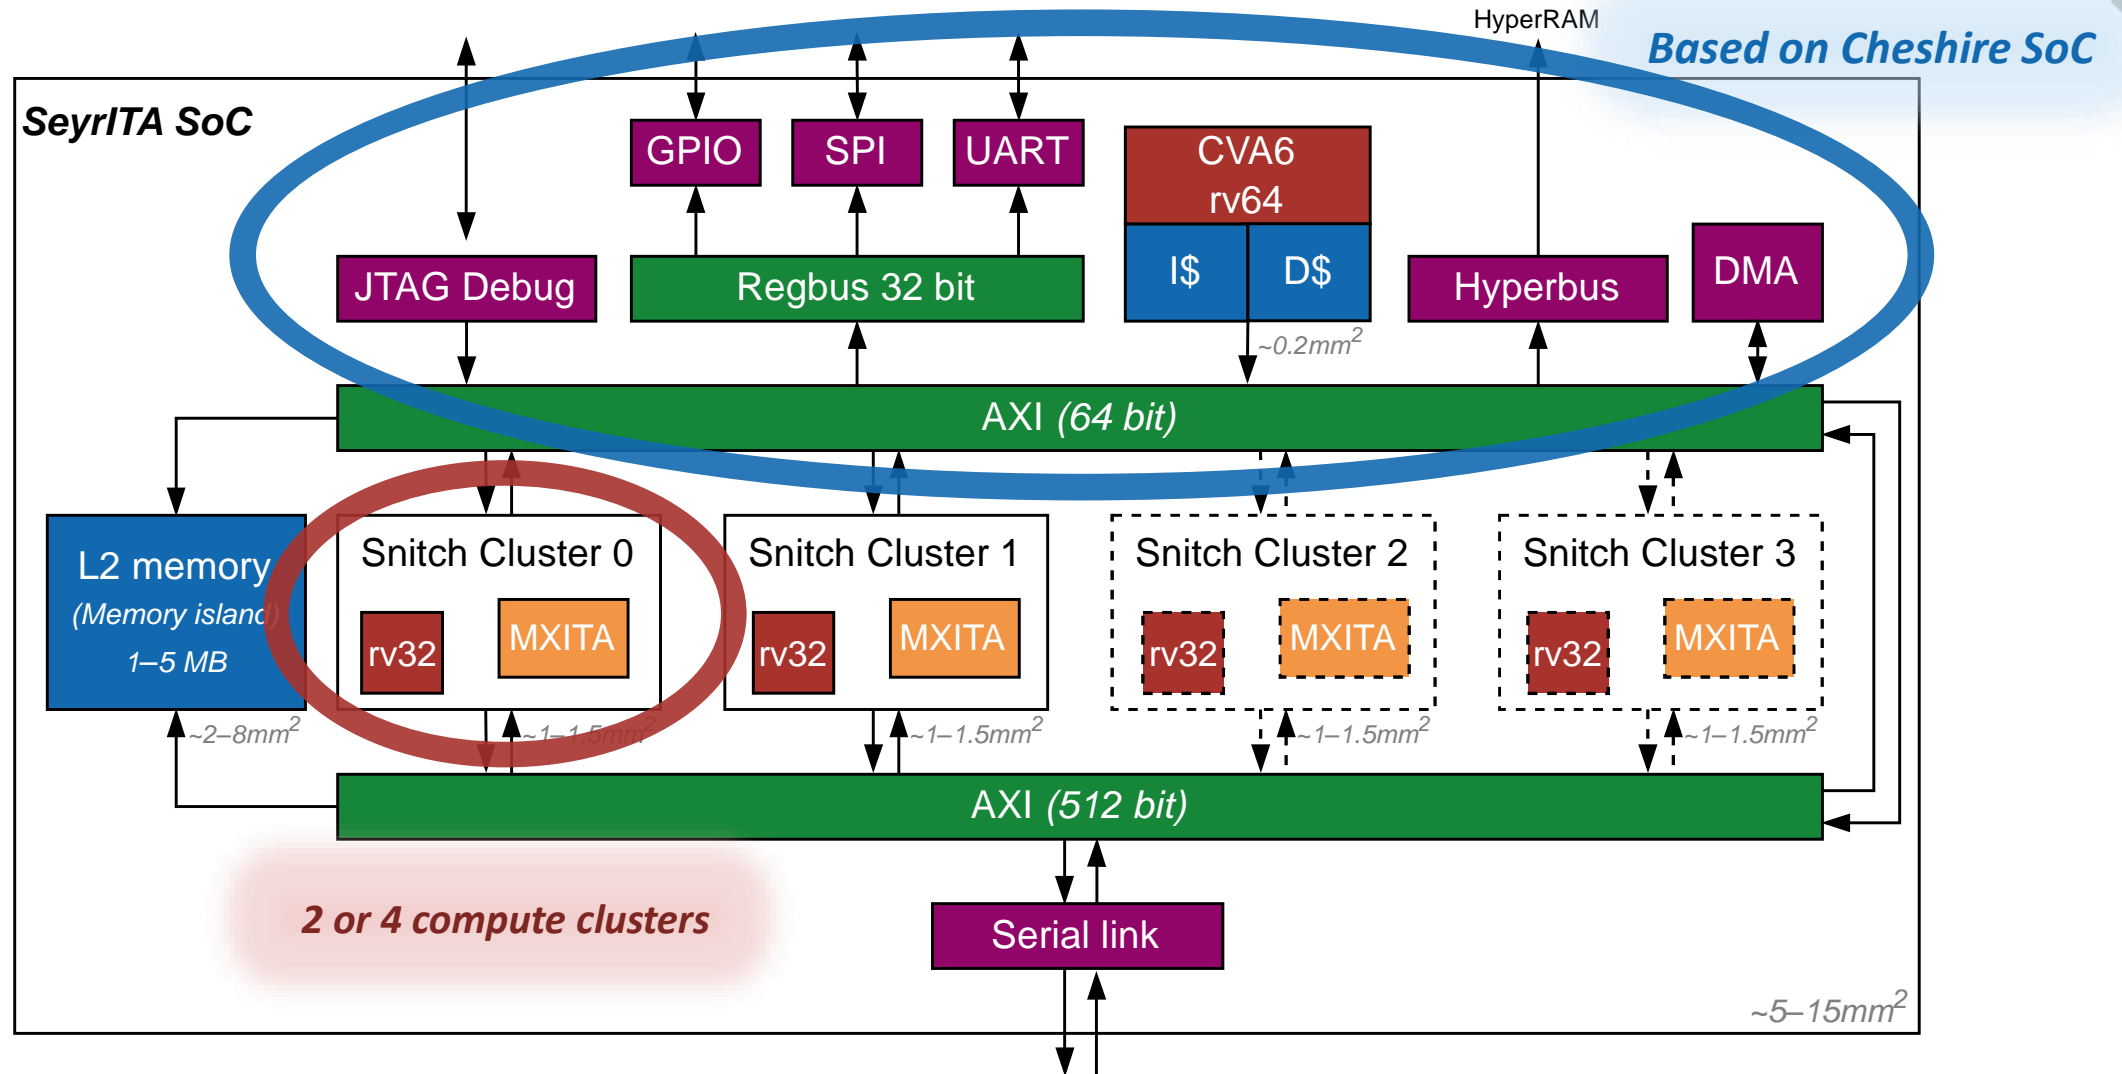 HyperRAM
Based on Cheshire SoC
SeyrITA SoC
GPIO
SPI
UART
CVA6
rv64
I$
D$
JTAG Debug
Regbus 32 bit
Hyperbus
DMA
~0.2mm²
AXI (64 bit)
L2 memory
(Memory island)
1–5 MB
~2–8mm²
Snitch Cluster 0
rv32
MXITA
~1–1.5mm²
Snitch Cluster 1
rv32
MXITA
~1–1.5mm²
Snitch Cluster 2
rv32
MXITA
~1–1.5mm²
Snitch Cluster 3
rv32
MXITA
~1–1.5mm²
AXI (512 bit)
2 or 4 compute clusters
Serial link
~5–15mm²